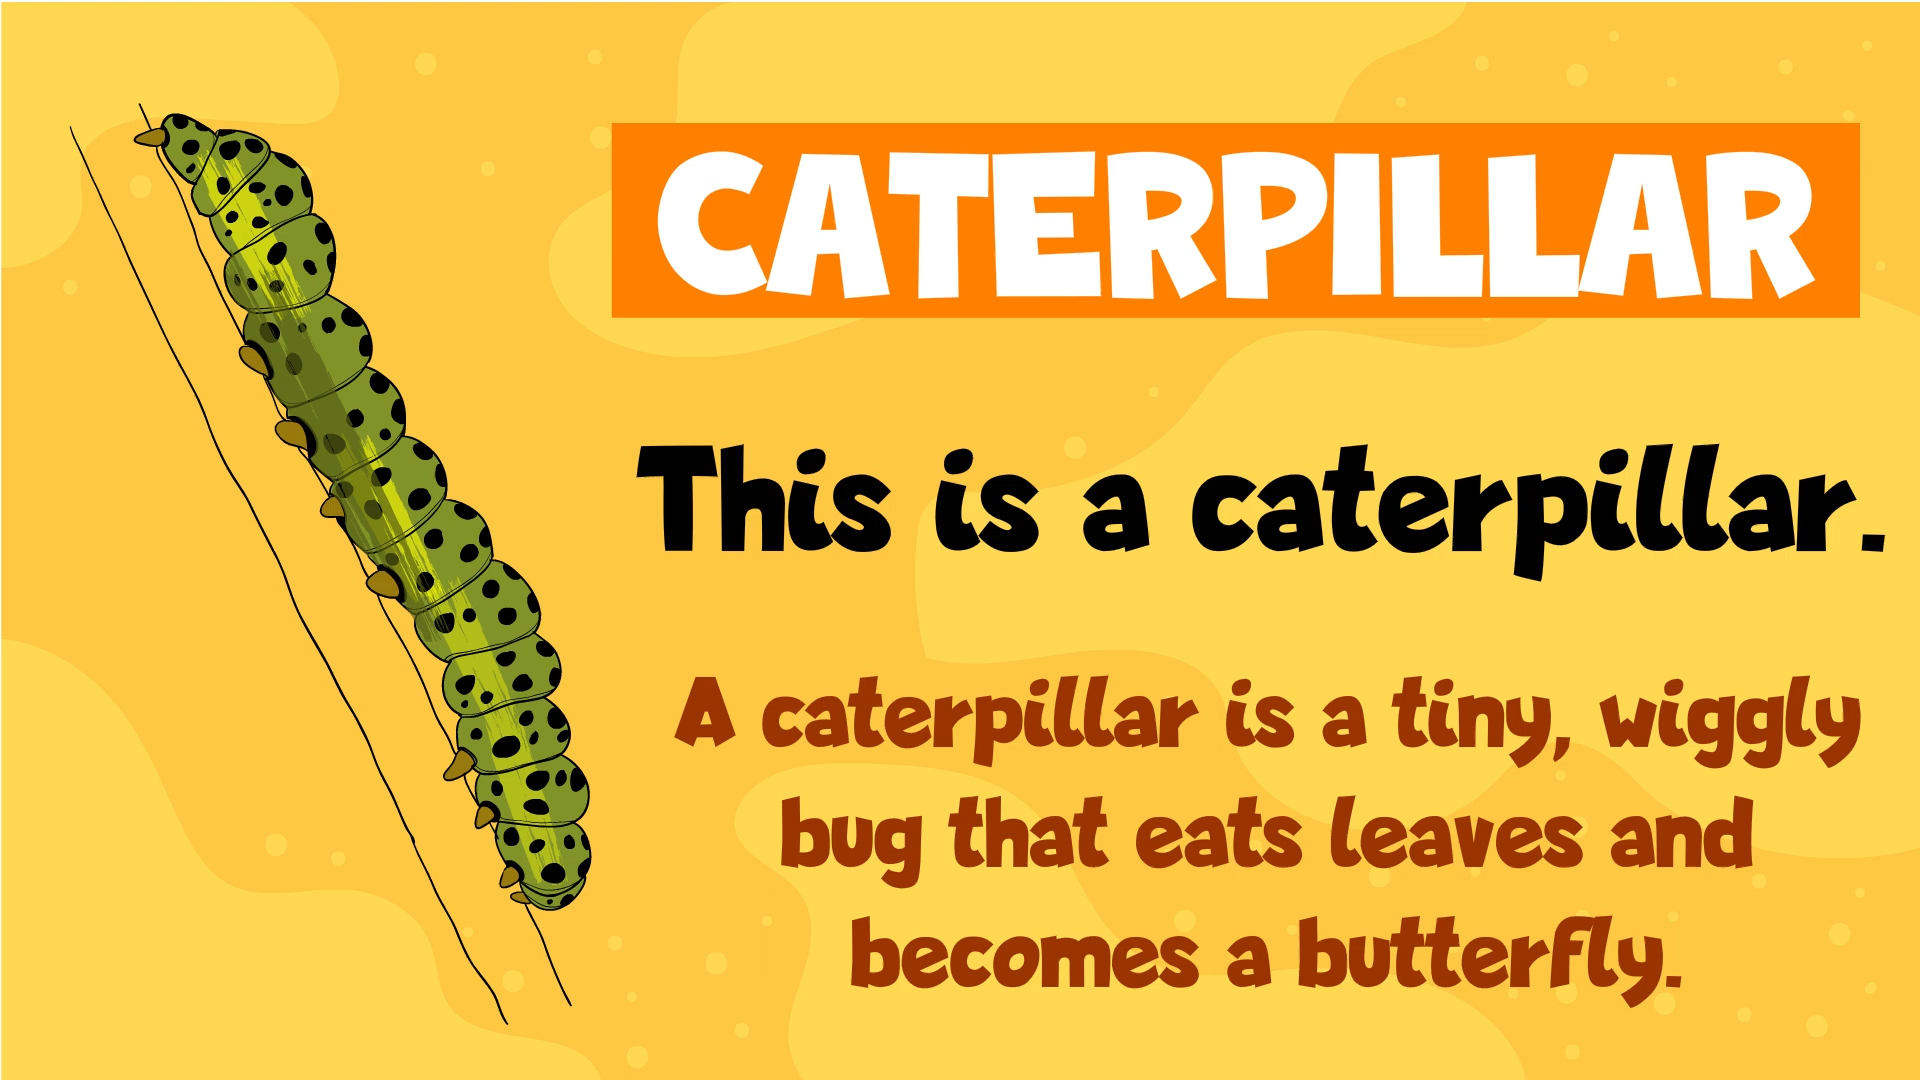 CATERPILLAR
This is a caterpillar.
A caterpillar is a tiny, wiggly
bug that eats leaves and
becomes a butterfly.